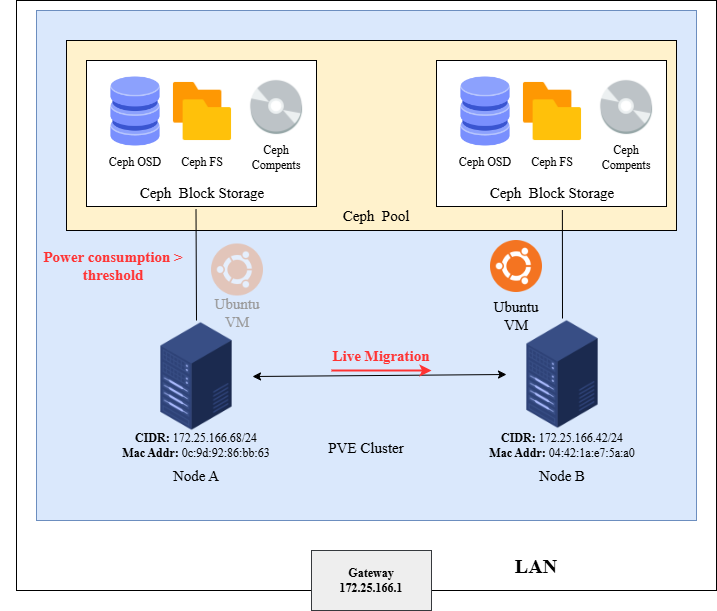 Ceph OSD
Ceph FS
Ceph
Compents
Ceph Block Storage
Ceph OSD
Ceph FS
Ceph
Compents
Ceph Block Storage
Ceph Pool
Power consumption >
threshold
Ubuntu
VM
Ubuntu
VM
Live Migration
CIDR: 172.25.166.68/24
Mac Addr: 0c:9d:92:86:bb:63
Node A
PVE Cluster
CIDR: 172.25.166.42/24
Mac Addr: 04:42:1a:e7:5a:a0
Node B
LAN
Gateway
172.25.166.1